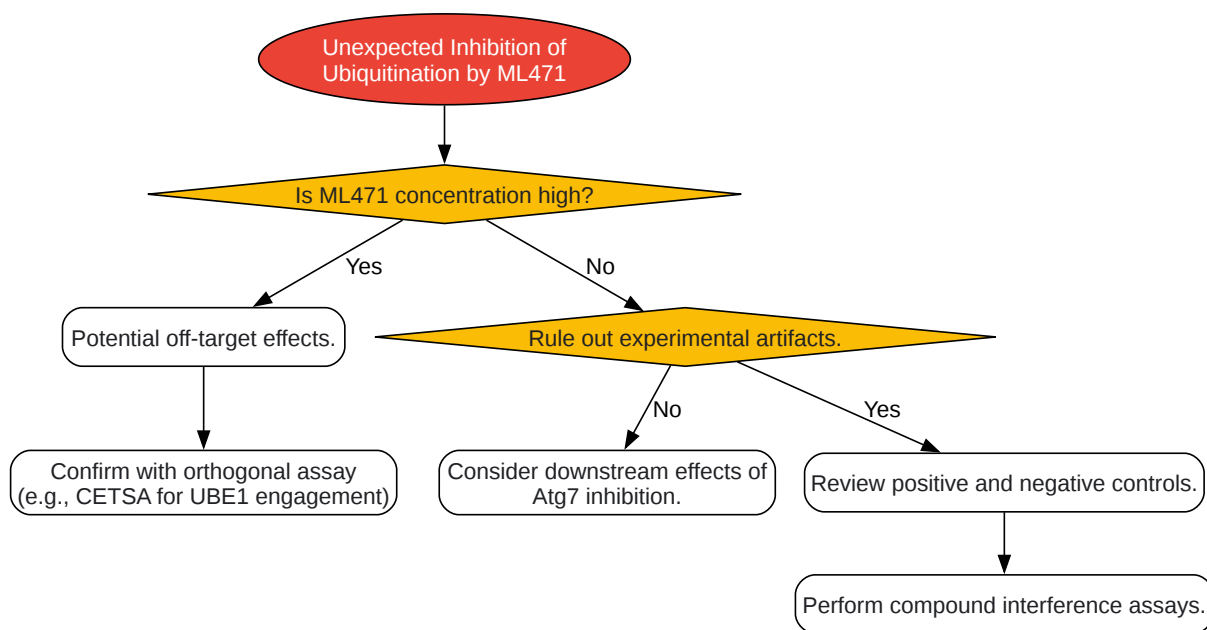 Unexpected Inhibition of
Ubiquitination by ML471
Is ML471 concentration high?
Yes
No
Potential off-target effects.
Rule out experimental artifacts.
No
Yes
Confirm with orthogonal assay
(e.g., CETSA for UBE1 engagement)
Consider downstream effects of
Atg7 inhibition.
Review positive and negative controls.
Perform compound interference assays.